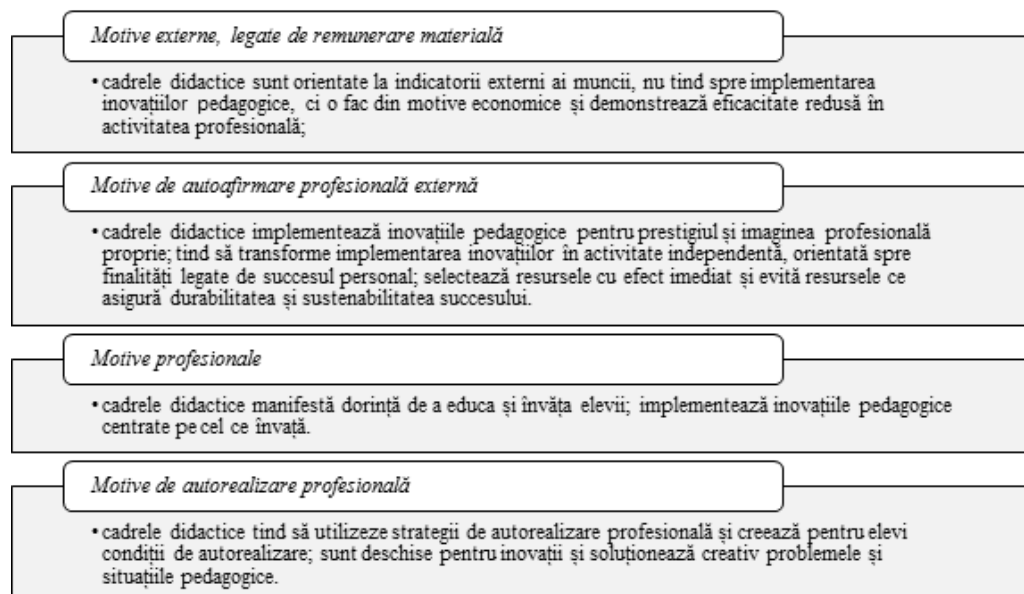 Motive externe, legate de remunerare materială
• cadrele didactice sunt orientate la indicatorii externi ai muncii, nu tind spre implementarea
inovațiilor pedagogice, ci o fac din motive economice și demonstrează eficacitate redusă în
activitatea profesională;
Motive de autoafirmare profesională externă
• cadrele didactice implementează inovațiile pedagogice pentru prestigiul și imaginea profesională
proprie; tind să transforme implementarea inovațiilor în activitate independentă, orientată spre
finalități legate de succesul personal; selectează resursele cu efect imediat și evită resursele ce
asigură durabilitatea și sustenabilitatea succesului.
Motive profesionale
• cadrele didactice manifestă dorință de a educa și învăța elevii; implementează inovațiile pedagogice
centrate pe cel ce învață.
Motive de autorealizare profesională
• cadrele didactice tind să utilizeze strategii de autorealizare profesională și creează pentru elevi
condiții de autorealizare; sunt deschise pentru inovații și soluționează creativ problemele și
situațiile pedagogice.